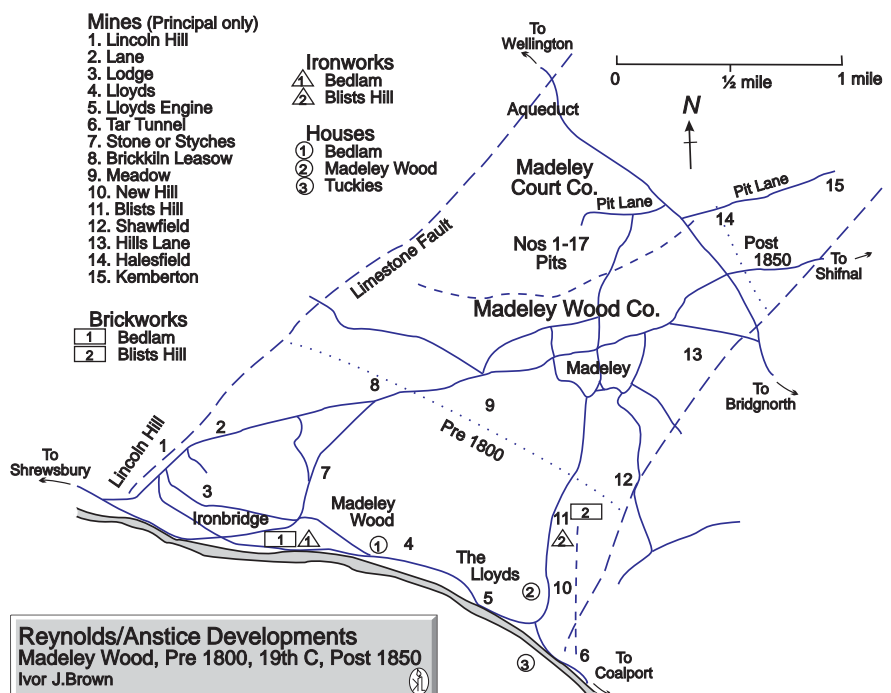 Mines (Principal only)
1. Lincoln Hill
2. Lane
3. Lodge
4. Lloyds
5. Lloyds Engine
6. Tar Tunnel
7. Stone or Styches
8. Brickkiln Leasow
9. Meadow
10. New Hill
11. Blists Hill
12. Shawfield
13. Hills Lane
14. Halesfield
15. Kemberton
Brickworks
1 Bedlam
2 Blists Hill
Ironworks
1 Bedlam
2 Blists Hill
Houses
1 Bedlam
2 Madeley Wood
3 Tuckies
To
Wellington
0 ½ mile 1 mile
N
Aqueduct
Madeley
Court Co.
Pit Lane
Pit Lane
15
14
Limestone Fault
Nos 1-17
Pits
Post
1850
To
Shifnal
Madeley Wood Co.
Madeley
13
To
Bridgnorth
8
9
Pre 1800
2
1
Lincoln Hill
To
Shrewsbury
3
7
12
Ironbridge
Madeley
Wood
1
1
1
4
11
2
2
The
Lloyds
2
10
5
3
6
To
Coalport
Reynolds/Anstice Developments
Madeley Wood, Pre 1800, 19th C, Post 1850
Ivor J.Brown